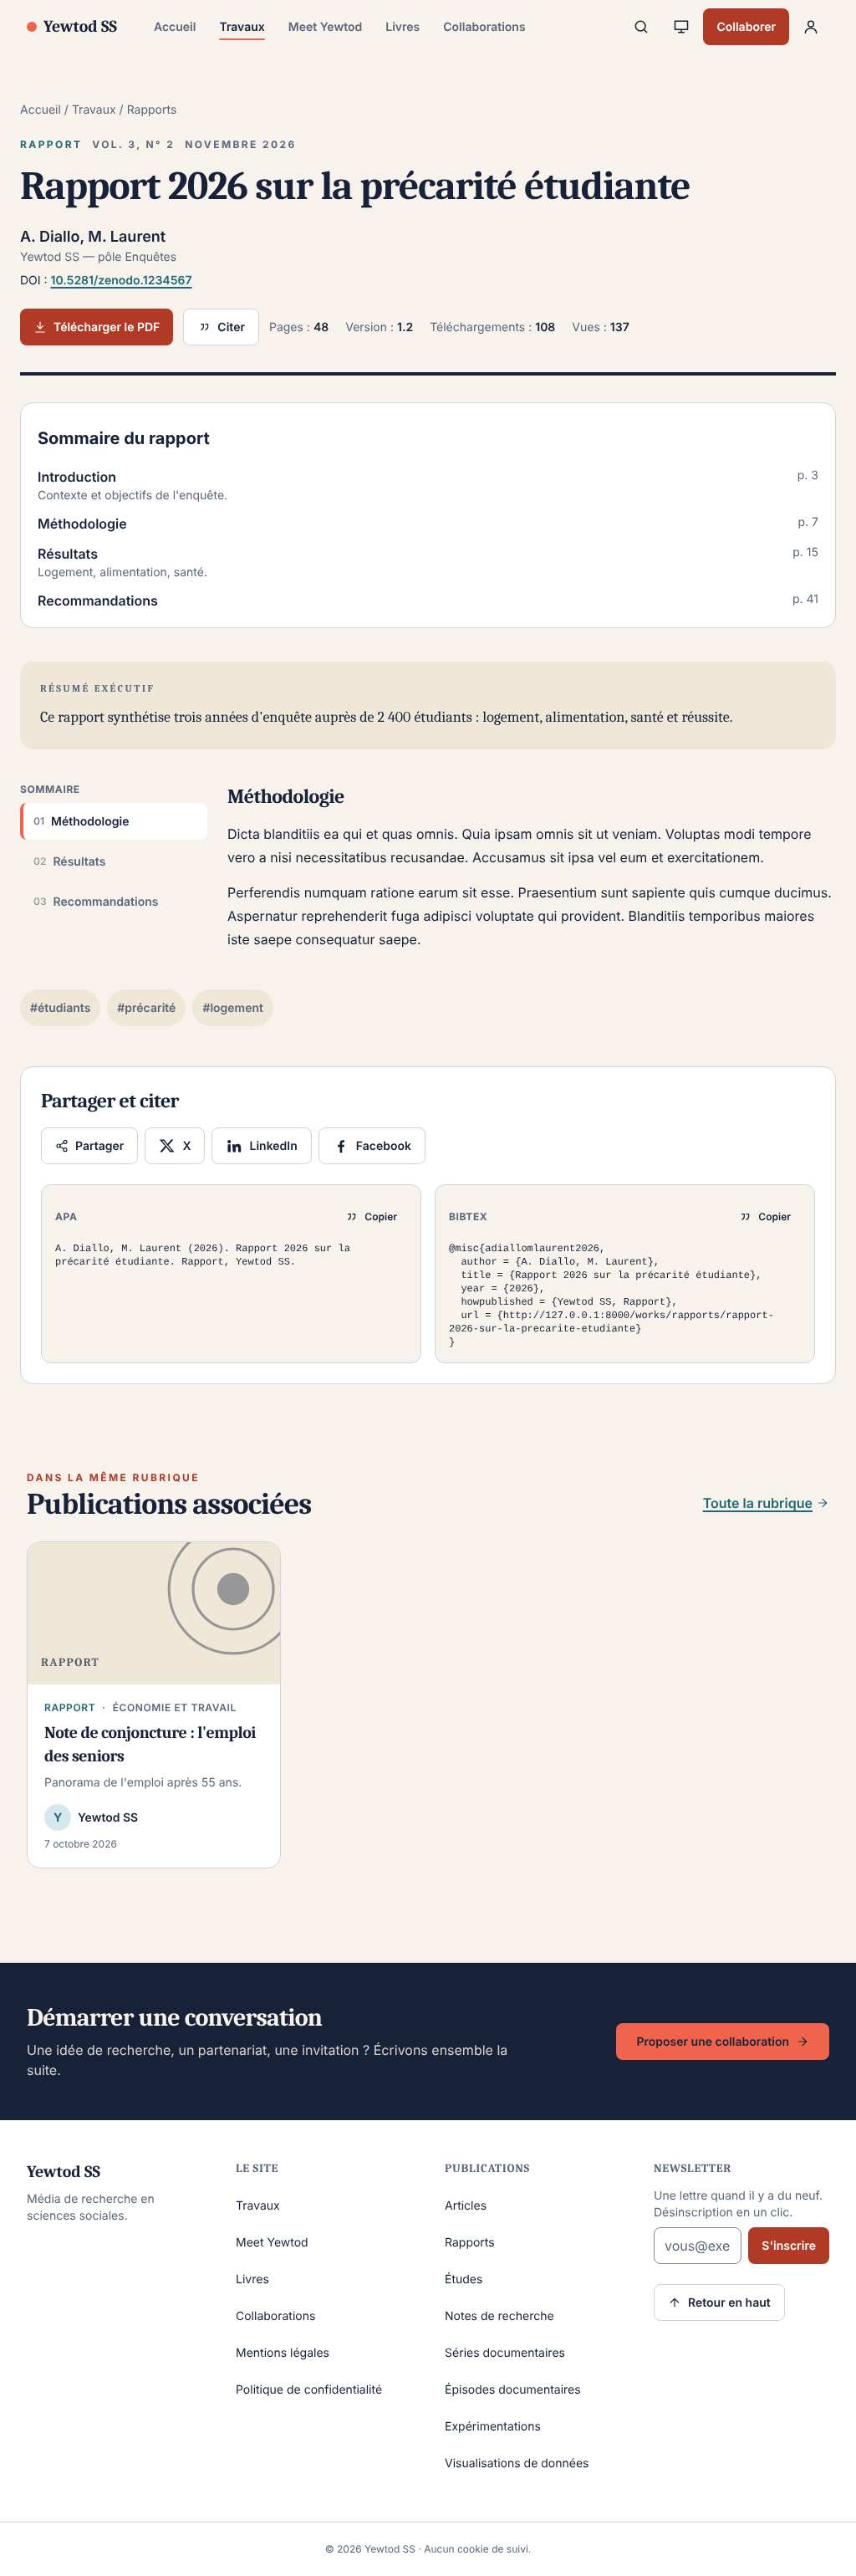 Yewtod SS
Accueil
Travaux
Meet Yewtod
Livres
Collaborations
Collaborer
Accueil / Travaux / Rapports
RAPPORT VOL. 3, N° 2 NOVEMBRE 2026
Rapport 2026 sur la précarité étudiante
A. Diallo, M. Laurent
Yewtod SS — pôle Enquêtes
DOI : 10.5281/zenodo.1234567
Télécharger le PDF
Citer
Pages : 48
Version : 1.2
Téléchargements : 108
Vues : 137
Sommaire du rapport
Introduction p. 3
Contexte et objectifs de l'enquête.
Méthodologie p. 7
Résultats p. 15
Logement, alimentation, santé.
Recommandations p. 41
RÉSUMÉ EXÉCUTIF
Ce rapport synthétise trois années d'enquête auprès de 2 400 étudiants : logement, alimentation, santé et réussite.
SOMMAIRE
01 Méthodologie
02 Résultats
03 Recommandations
Méthodologie
Dicta blanditiis ea qui et quas omnis. Quia ipsam omnis sit ut veniam. Voluptas modi tempore
vero a nisi necessitatibus recusandae. Accusamus sit ipsa vel eum et exercitationem.
Perferendis numquam ratione earum sit esse. Praesentium sunt sapiente quis cumque ducimus.
Aspernatur reprehenderit fuga adipisci voluptate qui provident. Blanditiis temporibus maiores
iste saepe consequatur saepe.
#étudiants
#précarité
#logement
Partager et citer
Partager
X
LinkedIn
Facebook
APA
Copier
A. Diallo, M. Laurent (2026). Rapport 2026 sur la
précarité étudiante. Rapport, Yewtod SS.
BIBTEX
Copier
@misc{adiallomlaurent2026,
author = {A. Diallo, M. Laurent},
title = {Rapport 2026 sur la précarité étudiante},
year = {2026},
howpublished = {Yewtod SS, Rapport},
url = {http://127.0.0.1:8000/works/rapports/rapport-
2026-sur-la-precarite-etudiante}
}
DANS LA MÊME RUBRIQUE
Publications associées
Toute la rubrique
RAPPORT
RAPPORT · ÉCONOMIE ET TRAVAIL
Note de conjoncture : l'emploi
des seniors
Panorama de l'emploi après 55 ans.
Y
Yewtod SS
7 octobre 2026
Démarrer une conversation
Une idée de recherche, un partenariat, une invitation ? Écrivons ensemble la
suite.
Proposer une collaboration
Yewtod SS
Média de recherche en
sciences sociales.
LE SITE
Travaux
Meet Yewtod
Livres
Collaborations
Mentions légales
Politique de confidentialité
PUBLICATIONS
Articles
Rapports
Études
Notes de recherche
Séries documentaires
Épisodes documentaires
Expérimentations
Visualisations de données
NEWSLETTER
Une lettre quand il y a du neuf.
Désinscription en un clic.
vous@exe
S'inscrire
Retour en haut
© 2026 Yewtod SS · Aucun cookie de suivi.